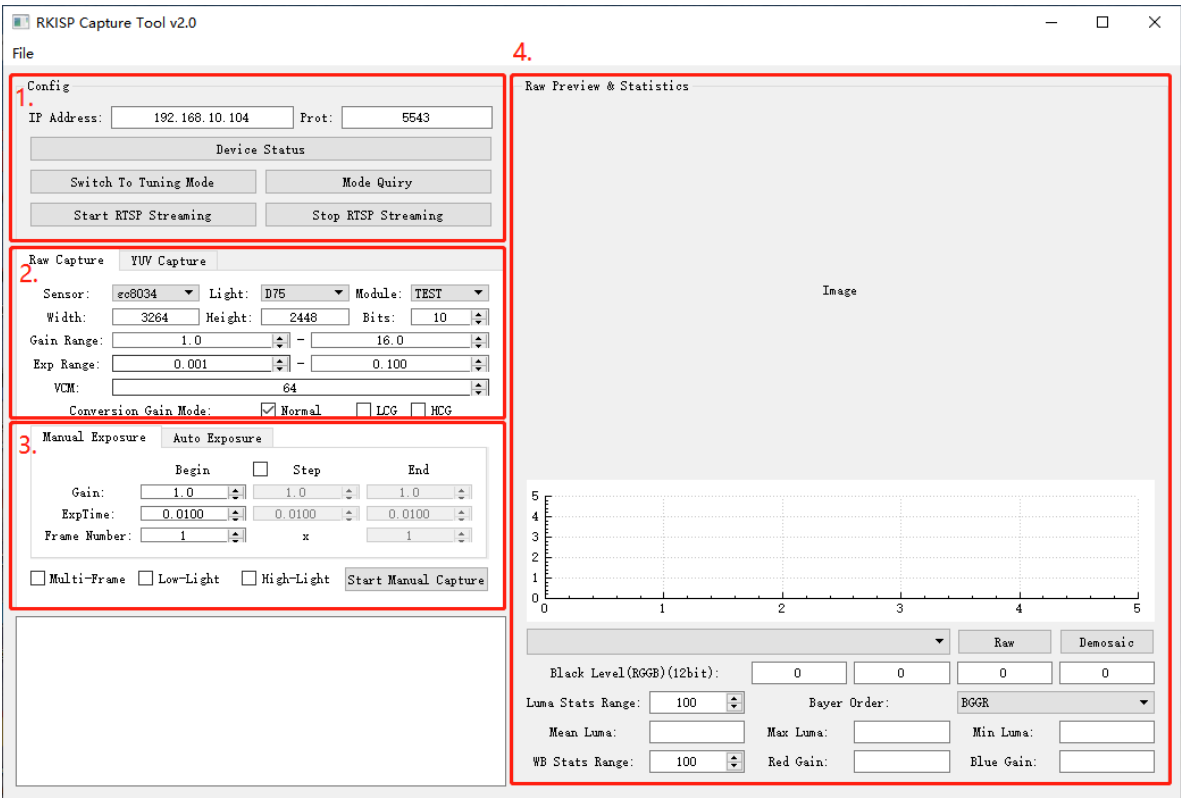 RKISP Capture Tool v2.0
File
4.
Config
1.
IP Address: 192.168.10.104 Prot: 5543
Device Status
Switch To Tuning Mode Mode Quiry
Start RTSP Streaming Stop RTSP Streaming
Raw Capture YUV Capture
2.
Sensor: gc8034 Light: D75 Module: TEST
Width: 3264 Height: 2448 Bits: 10
Gain Range: 1.0 - 16.0
Exp Range: 0.001 - 0.100
VCM: 64
Conversion Gain Mode: Normal LCG HCG
Manual Exposure Auto Exposure
3.
Begin Step End
Gain: 1.0 1.0 1.0
ExpTime: 0.0100 0.0100 0.0100
Frame Number: 1 x 1
Multi-Frame Low-Light High-Light Start Manual Capture
Raw Preview & Statistics
Image
5
4
3
2
1
0
0 1 2 3 4 5
Raw Demosaic
Black Level(RGGB)(12bit): 0 0 0 0
Luma Stats Range: 100 Bayer Order: BGGR
Mean Luma: Max Luma: Min Luma:
WB Stats Range: 100 Red Gain: Blue Gain: